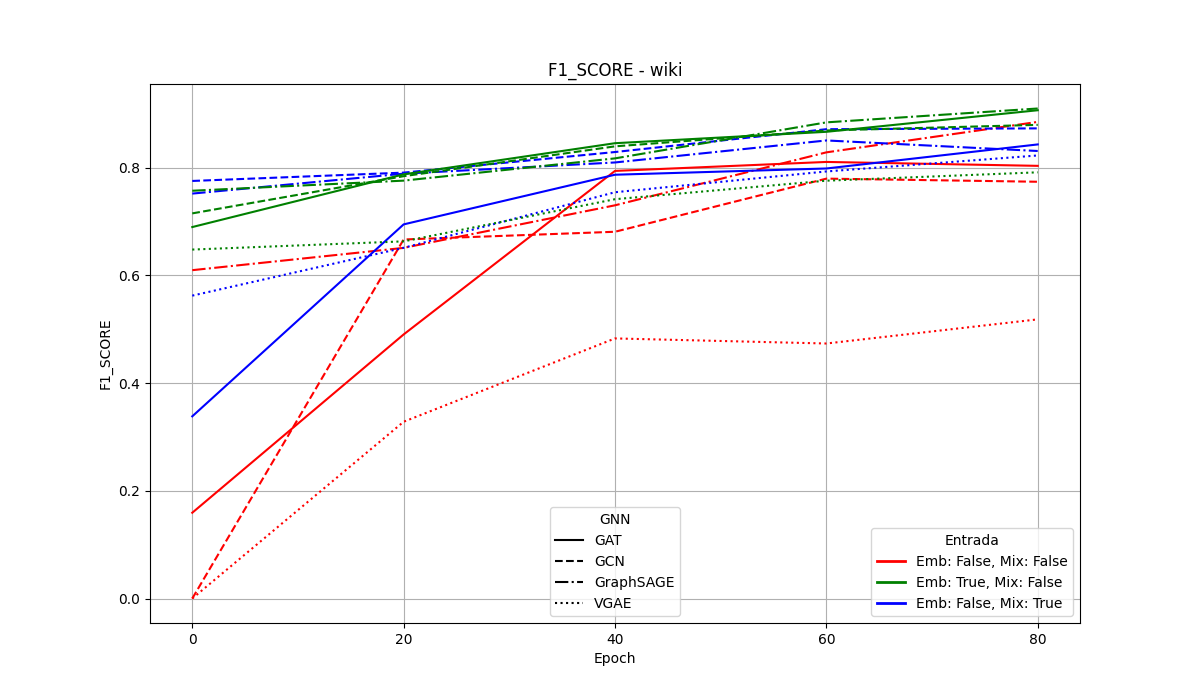 F1_SCORE - wiki
F1_SCORE
0.8
0.6
0.4
0.2
0.0
0
20
40
60
80
Epoch
GNN
GAT
GCN
GraphSAGE
VGAE
Entrada
Emb: False, Mix: False
Emb: True, Mix: False
Emb: False, Mix: True